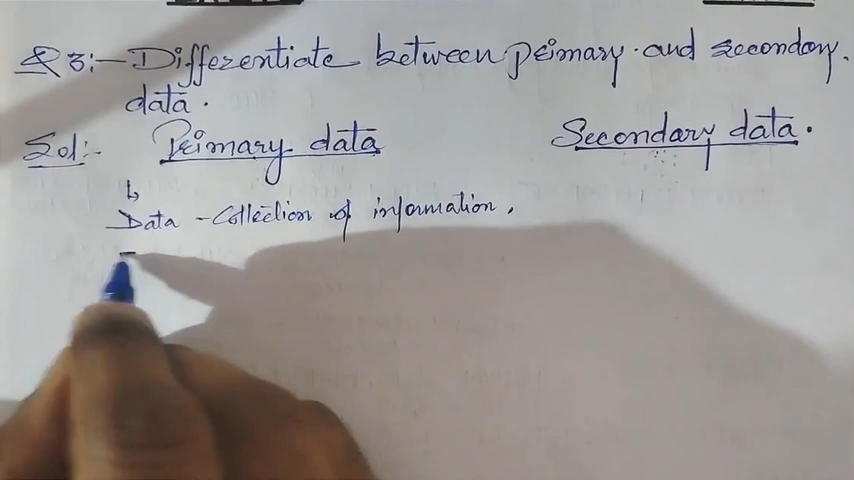 Q3:- Differentiate between primary and secondary
data.
Sol:- Primary data Secondary data.
Data - Collection of information.